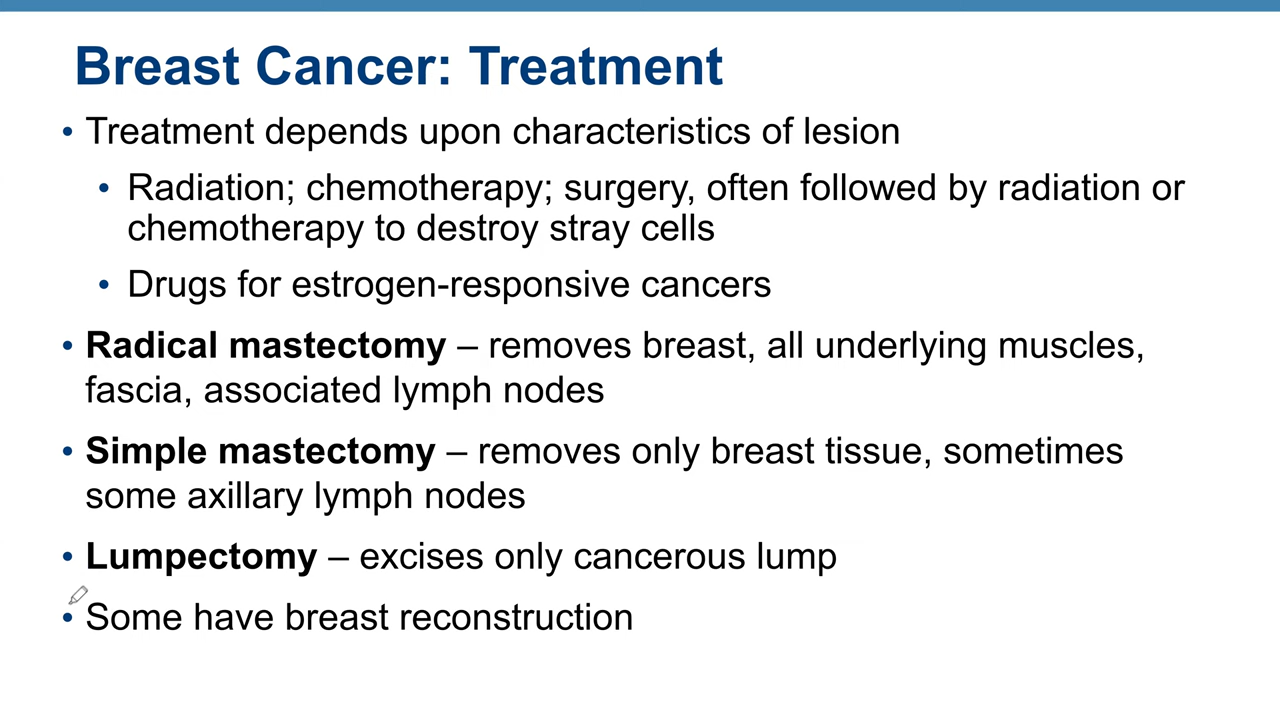 Breast Cancer: Treatment
• Treatment depends upon characteristics of lesion
• Radiation; chemotherapy; surgery, often followed by radiation or
chemotherapy to destroy stray cells
• Drugs for estrogen-responsive cancers
• Radical mastectomy – removes breast, all underlying muscles,
fascia, associated lymph nodes
• Simple mastectomy – removes only breast tissue, sometimes
some axillary lymph nodes
• Lumpectomy – excises only cancerous lump
• Some have breast reconstruction